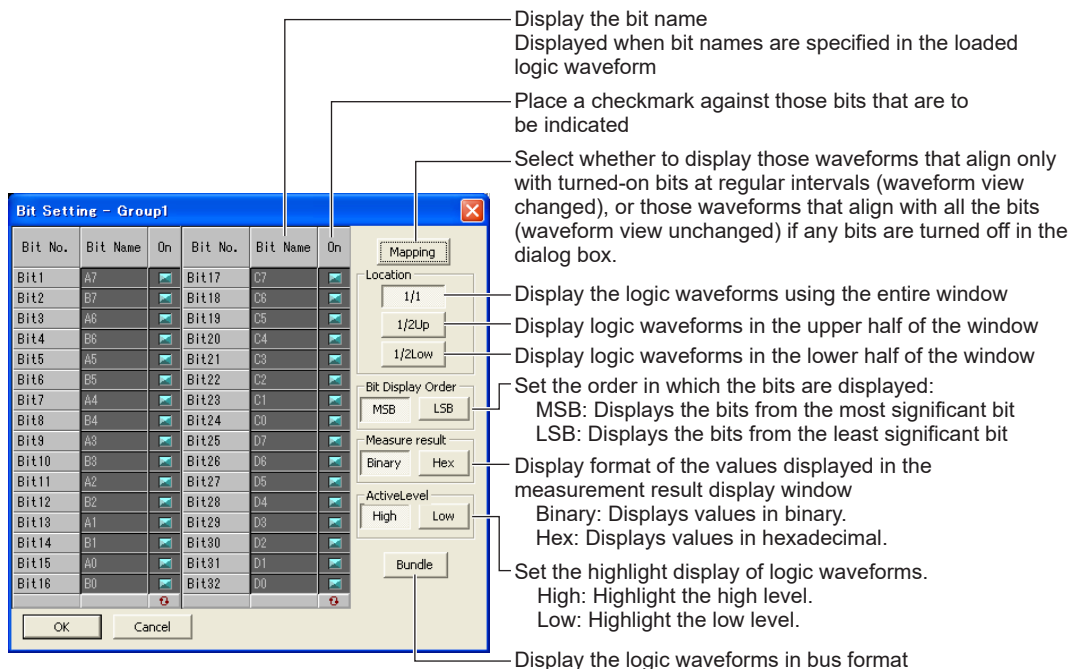 Display the bit name
Displayed when bit names are specified in the loaded
logic waveform
Place a checkmark against those bits that are to
be indicated
Select whether to display those waveforms that align only
with turned-on bits at regular intervals (waveform view
changed), or those waveforms that align with all the bits
(waveform view unchanged) if any bits are turned off in the
dialog box.
Display the logic waveforms using the entire window
Display logic waveforms in the upper half of the window
Display logic waveforms in the lower half of the window
Set the order in which the bits are displayed:
MSB: Displays the bits from the most significant bit
LSB: Displays the bits from the least significant bit
Display format of the values displayed in the
measurement result display window
Binary: Displays values in binary.
Hex: Displays values in hexadecimal.
Set the highlight display of logic waveforms.
High: Highlight the high level.
Low: Highlight the low level.
Display the logic waveforms in bus format
Bit Setting - Group1
Bit No. Bit Name On Bit No. Bit Name On
Bit1 A7 Bit17 C7
Bit2 B7 Bit18 C6
Bit3 A6 Bit19 C5
Bit4 B6 Bit20 C4
Bit5 A5 Bit21 C3
Bit6 B5 Bit22 C2
Bit7 A4 Bit23 C1
Bit8 B4 Bit24 C0
Bit9 A3 Bit25 D7
Bit10 B3 Bit26 D6
Bit11 A2 Bit27 D5
Bit12 B2 Bit28 D4
Bit13 A1 Bit29 D3
Bit14 B1 Bit30 D2
Bit15 A0 Bit31 D1
Bit16 B0 Bit32 D0
Mapping
Location
1/1
1/2Up
1/2Low
Bit Display Order
MSB LSB
Measure result
Binary Hex
ActiveLevel
High Low
Bundle
OK Cancel